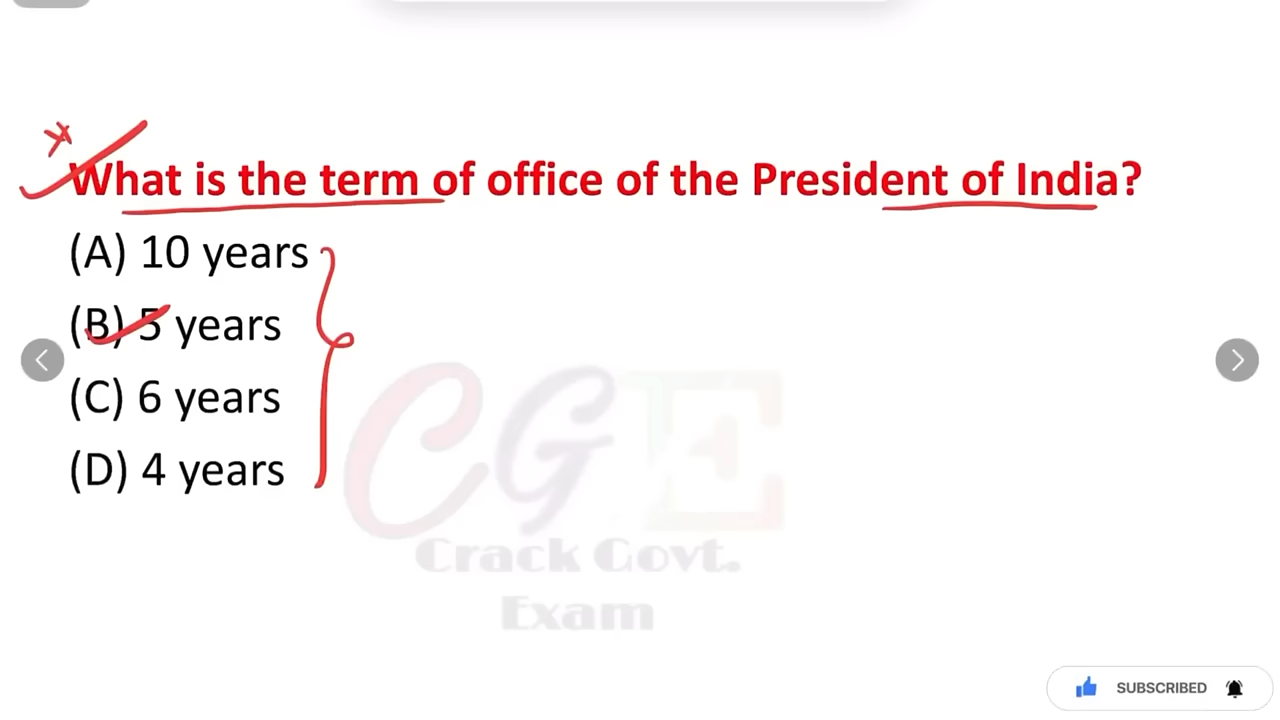 What is the term of office of the President of India?
(A) 10 years
(B) 5 years
(C) 6 years
(D) 4 years
CGE
Crack Govt.
Exam
SUBSCRIBED